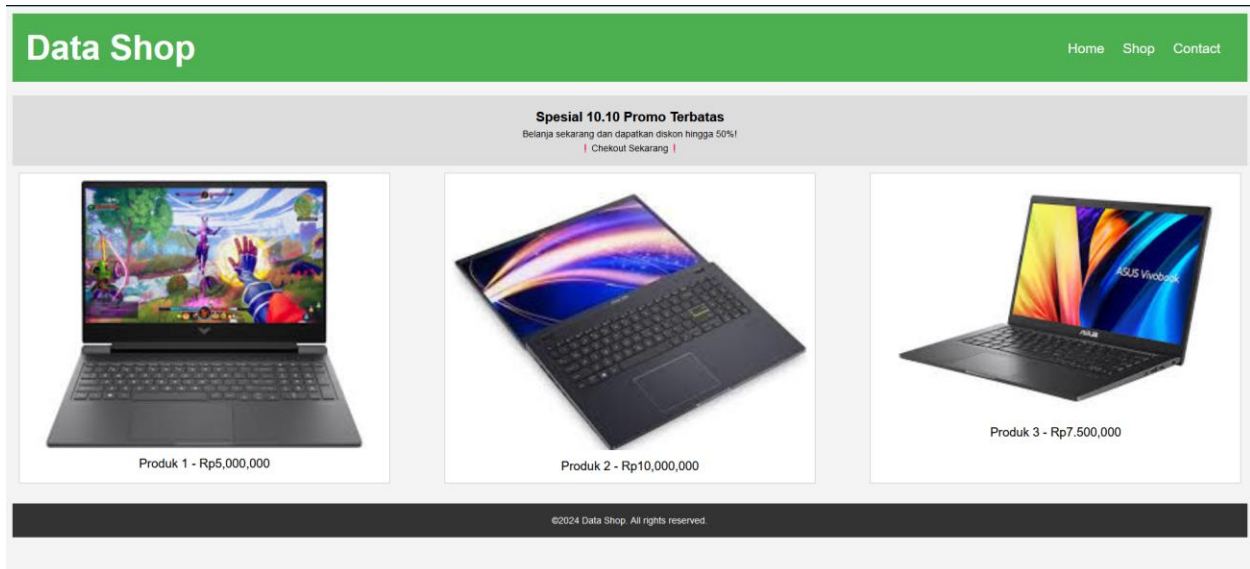 Data Shop
Home Shop Contact
Spesial 10.10 Promo Terbatas
Belanja sekarang dan dapatkan diskon hingga 50%!
❗ Chekout Sekarang ❗
ASUS Vivobook
ASUS
Produk 1 - Rp5,000,000
Produk 2 - Rp10,000,000
Produk 3 - Rp7.500,000
©2024 Data Shop. All rights reserved.